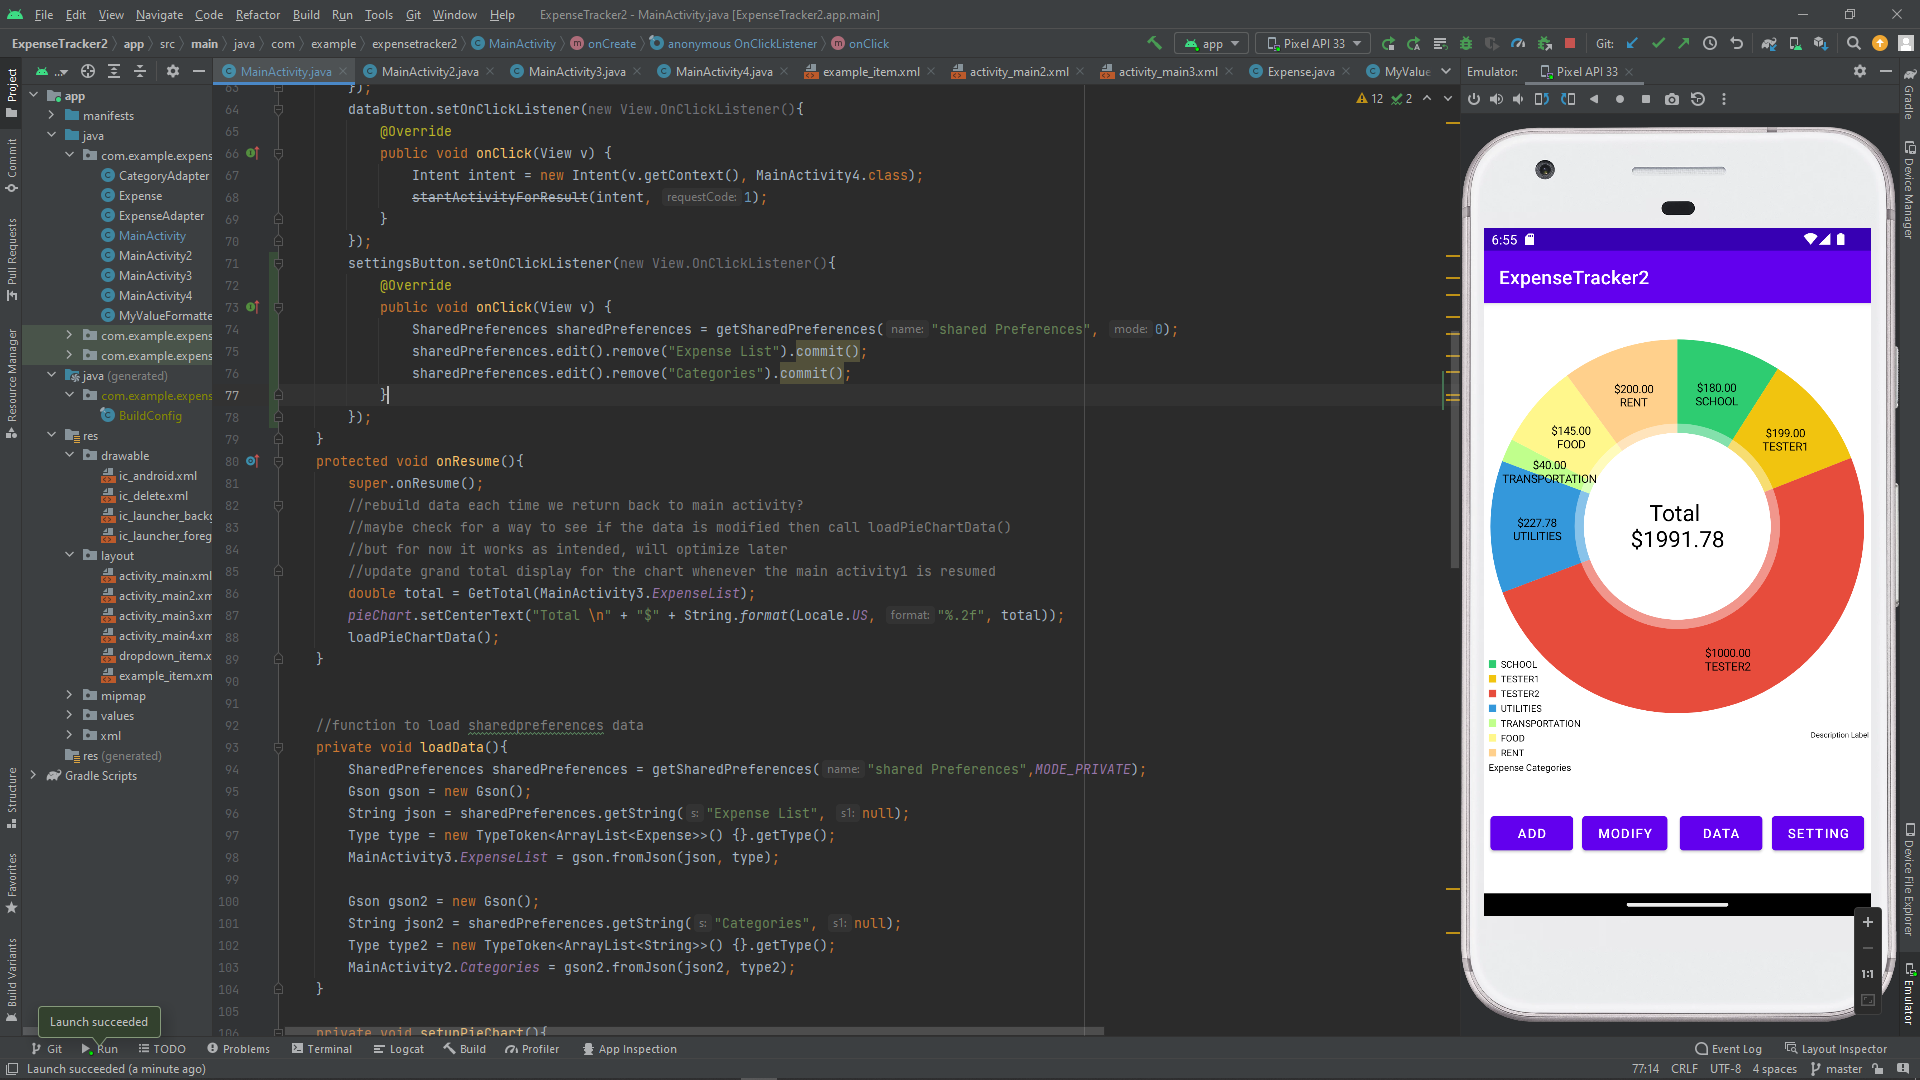 File Edit View Navigate Code Refactor Build Run Tools Git Window Help ExpenseTracker2 - MainActivity.java [ExpenseTracker2.app.main]
ExpenseTracker2 app src main java com example expensetracker2 MainActivity onCreate anonymous OnClickListener onClick app Pixel API 33 Git:
MainActivity.java MainActivity2.java MainActivity3.java MainActivity4.java example_item.xml activity_main2.xml activity_main3.xml Expense.java MyValue Emulator: Pixel API 33
Project
Commit
Pull Requests
Resource Manager
Structure
Favorites
Build Variants
app
manifests
java
com.example.expens
CategoryAdapter
Expense
ExpenseAdapter
MainActivity
MainActivity2
MainActivity3
MainActivity4
MyValueFormatte
com.example.expens
com.example.expens
java (generated)
com.example.expens
BuildConfig
res
drawable
ic_android.xml
ic_delete.xml
ic_launcher_backg
ic_launcher_foreg
layout
activity_main.xml
activity_main2.xm
activity_main3.xm
activity_main4.xm
dropdown_item.x
example_item.xm
mipmap
values
xml
res (generated)
Gradle Scripts
12 2
63 });
64 dataButton.setOnClickListener(new View.OnClickListener(){
65 @Override
66 public void onClick(View v) {
67 Intent intent = new Intent(v.getContext(), MainActivity4.class);
68 startActivityForResult(intent, requestCode: 1);
69 }
70 });
71 settingsButton.setOnClickListener(new View.OnClickListener(){
72 @Override
73 public void onClick(View v) {
74 SharedPreferences sharedPreferences = getSharedPreferences( name: "shared Preferences", mode: 0);
75 sharedPreferences.edit().remove("Expense List").commit();
76 sharedPreferences.edit().remove("Categories").commit();
77 }
78 });
79 }
80 protected void onResume(){
81 super.onResume();
82 //rebuild data each time we return back to main activity?
83 //maybe check for a way to see if the data is modified then call loadPieChartData()
84 //but for now it works as intended, will optimize later
85 //update grand total display for the chart whenever the main activity1 is resumed
86 double total = GetTotal(MainActivity3.ExpenseList);
87 pieChart.setCenterText("Total \n" + "$" + String.format(Locale.US, format: "%.2f", total));
88 loadPieChartData();
89 }
90
91
92 //function to load sharedpreferences data
93 private void loadData(){
94 SharedPreferences sharedPreferences = getSharedPreferences( name: "shared Preferences",MODE_PRIVATE);
95 Gson gson = new Gson();
96 String json = sharedPreferences.getString( s: "Expense List", s1: null);
97 Type type = new TypeToken<ArrayList<Expense>>() {}.getType();
98 MainActivity3.ExpenseList = gson.fromJson(json, type);
99
100 Gson gson2 = new Gson();
101 String json2 = sharedPreferences.getString( s: "Categories", s1: null);
102 Type type2 = new TypeToken<ArrayList<String>>() {}.getType();
103 MainActivity2.Categories = gson2.fromJson(json2, type2);
104 }
105
106 private void setupPieChart(){
6:55
ExpenseTracker2
$200.00
RENT
$180.00
SCHOOL
$145.00
FOOD
$199.00
TESTER1
$40.00
TRANSPORTATION
$227.78
UTILITIES
Total
$1991.78
$1000.00
TESTER2
SCHOOL
TESTER1
TESTER2
UTILITIES
TRANSPORTATION
FOOD
RENT
Expense Categories
Description Label
ADD MODIFY DATA SETTING
1:1
Gradle
Device Manager
Device File Explorer
Emulator
Launch succeeded
Git Run TODO Problems Terminal Logcat Build Profiler App Inspection Event Log Layout Inspector
Launch succeeded (a minute ago) 77:14 CRLF UTF-8 4 spaces master